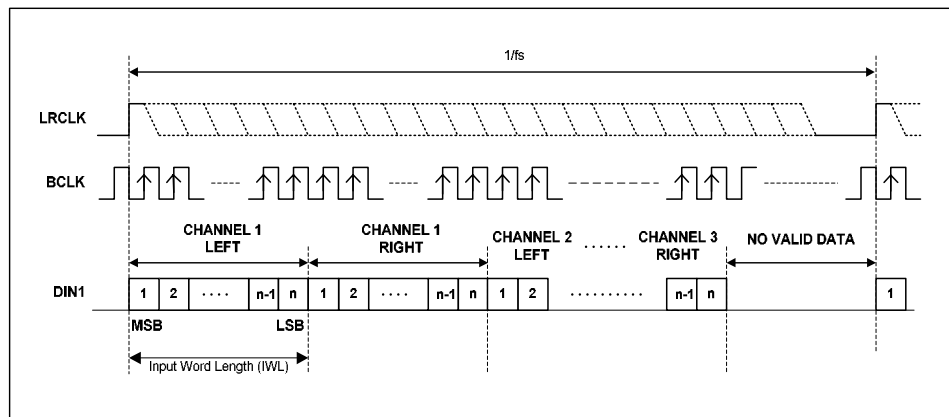 1/fs
LRCLK
BCLK
CHANNEL 1
LEFT
CHANNEL 1
RIGHT
CHANNEL 2
LEFT
CHANNEL 3
RIGHT
NO VALID DATA
DIN1
1 2 n-1 n 1 2 n-1 n 1 2 n-1 n 1
MSB LSB
Input Word Length (IWL)